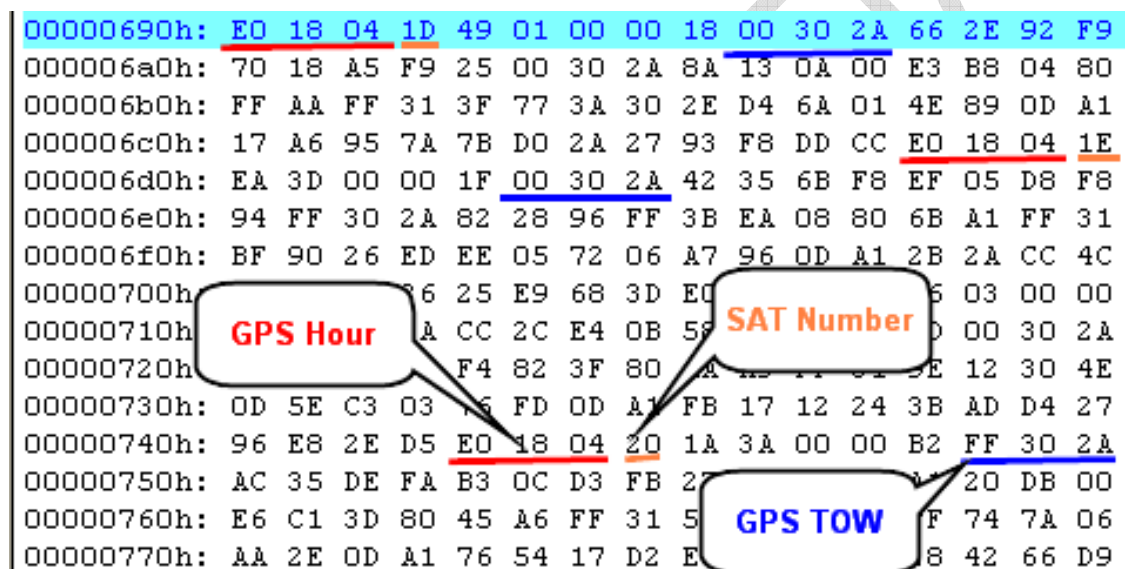 00000690h: E0 18 04 1D 49 01 00 00 18 00 30 2A 66 2E 92 F9
000006a0h: 70 18 A5 F9 25 00 30 2A 8A 13 0A 00 E3 B8 04 80
000006b0h: FF AA FF 31 3F 77 3A 30 2E D4 6A 01 4E 89 0D A1
000006c0h: 17 A6 95 7A 7B D0 2A 27 93 F8 DD CC E0 18 04 1E
000006d0h: EA 3D 00 00 1F 00 30 2A 42 35 6B F8 EF 05 D8 F8
000006e0h: 94 FF 30 2A 82 28 96 FF 3B EA 08 80 6B A1 FF 31
000006f0h: BF 90 26 ED EE 05 72 06 A7 96 0D A1 2B 2A CC 4C
00000700h 25 E9 68 3D 03 00 00
00000710h CC 2C E4 0B 00 30 2A
GPS Hour
SAT Number
00000720h F4 82 3F 80 12 30 4E
00000730h: 0D 5E C3 03 FD 0D A1 FB 17 12 24 3B AD D4 27
00000740h: 96 E8 2E D5 E0 18 04 20 1A 3A 00 00 B2 FF 30 2A
00000750h: AC 35 DE FA B3 0C D3 FB 20 DB 00
00000760h: E6 C1 3D 80 45 A6 FF 31 74 7A 06
GPS TOW
00000770h: AA 2E 0D A1 76 54 17 D2 42 66 D9